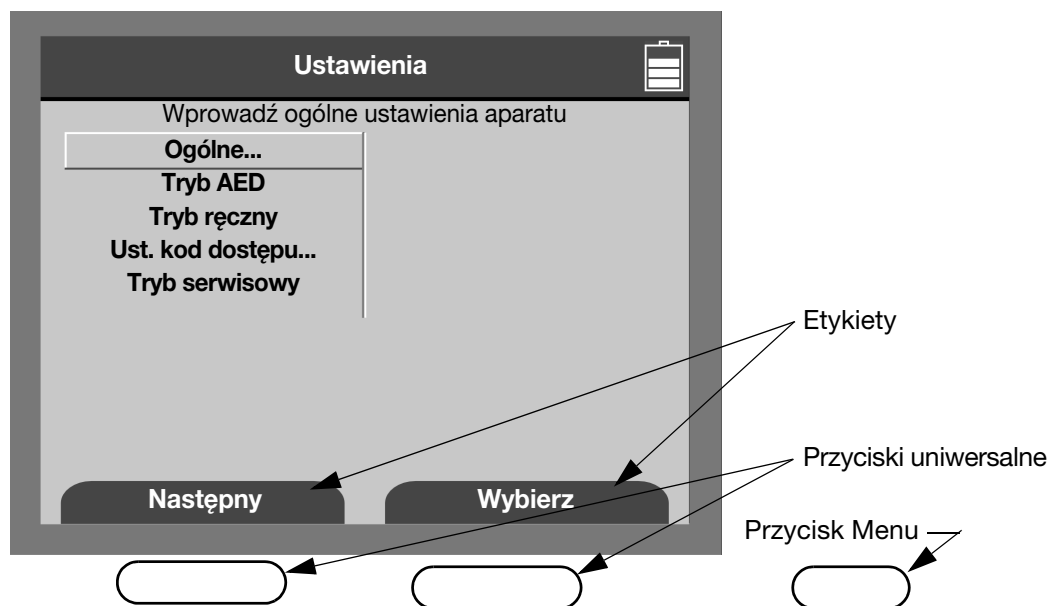 Ustawienia
Wprowadź ogólne ustawienia aparatu
Ogólne...
Tryb AED
Tryb ręczny
Ust. kod dostępu...
Tryb serwisowy
Etykiety
Przyciski uniwersalne
Następny
Wybierz
Przycisk Menu